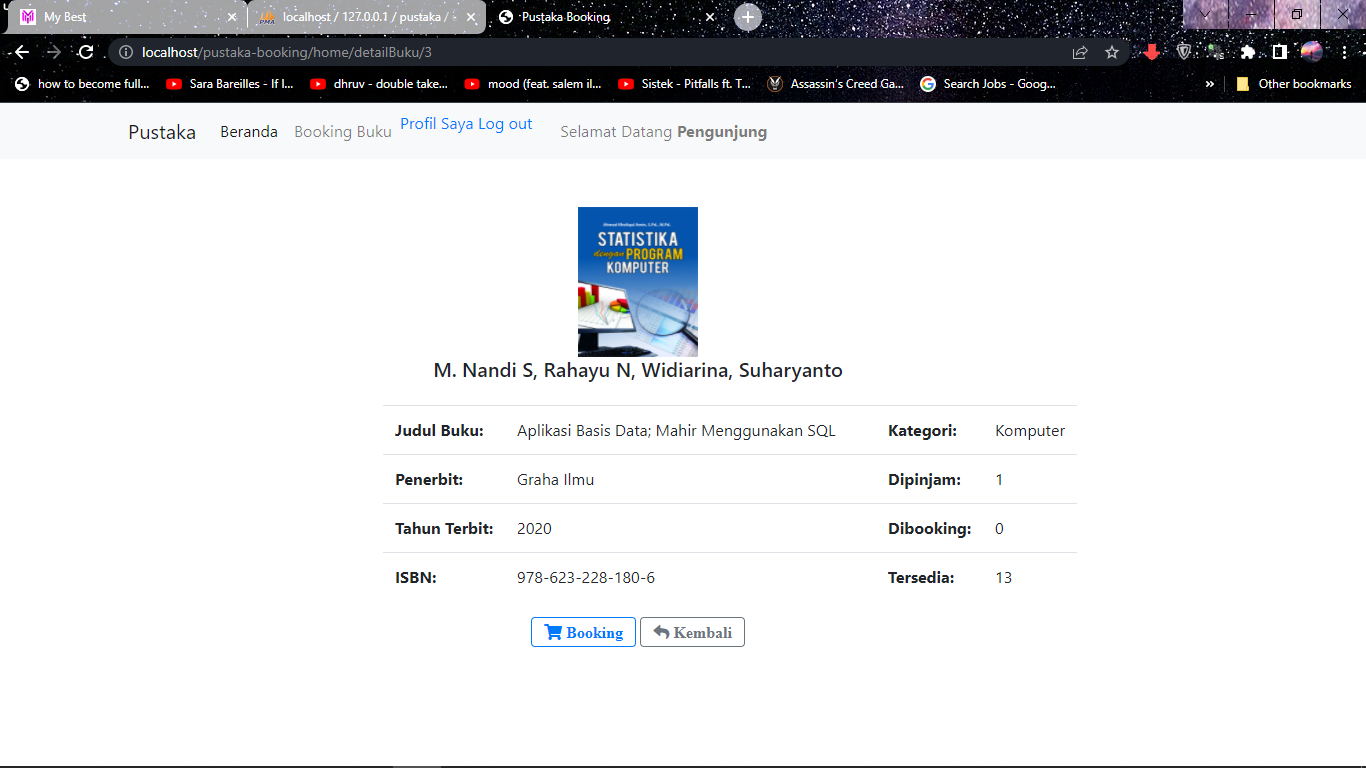 My Best
localhost / 127.0.0.1 / pustaka / -
Pustaka Booking
localhost/pustaka-booking/home/detailBuku/3
how to become full...
Sara Bareilles - If I...
dhruv - double take...
mood (feat. salem il...
Sistek - Pitfalls ft. T...
Assassin's Creed Ga...
Search Jobs - Goog...
»
Other bookmarks
Pustaka Beranda Booking Buku Profil Saya Log out Selamat Datang Pengunjung
STATISTIKA
dengan PROGRAM
KOMPUTER
M. Nandi S, Rahayu N, Widiarina, Suharyanto
Judul Buku: Aplikasi Basis Data; Mahir Menggunakan SQL Kategori: Komputer
Penerbit: Graha Ilmu Dipinjam: 1
Tahun Terbit: 2020 Dibooking: 0
ISBN: 978-623-228-180-6 Tersedia: 13
Booking Kembali